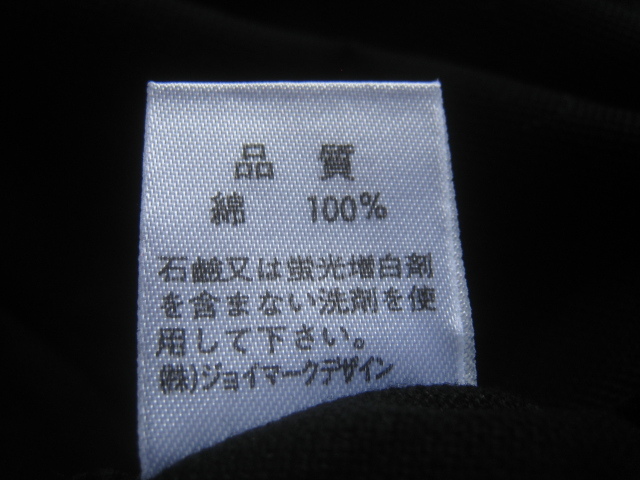 品 質
綿 100%
石鹸又は蛍光増白剤
を含まない洗剤を使
用して下さい。
㈱ジョイマークデザイン